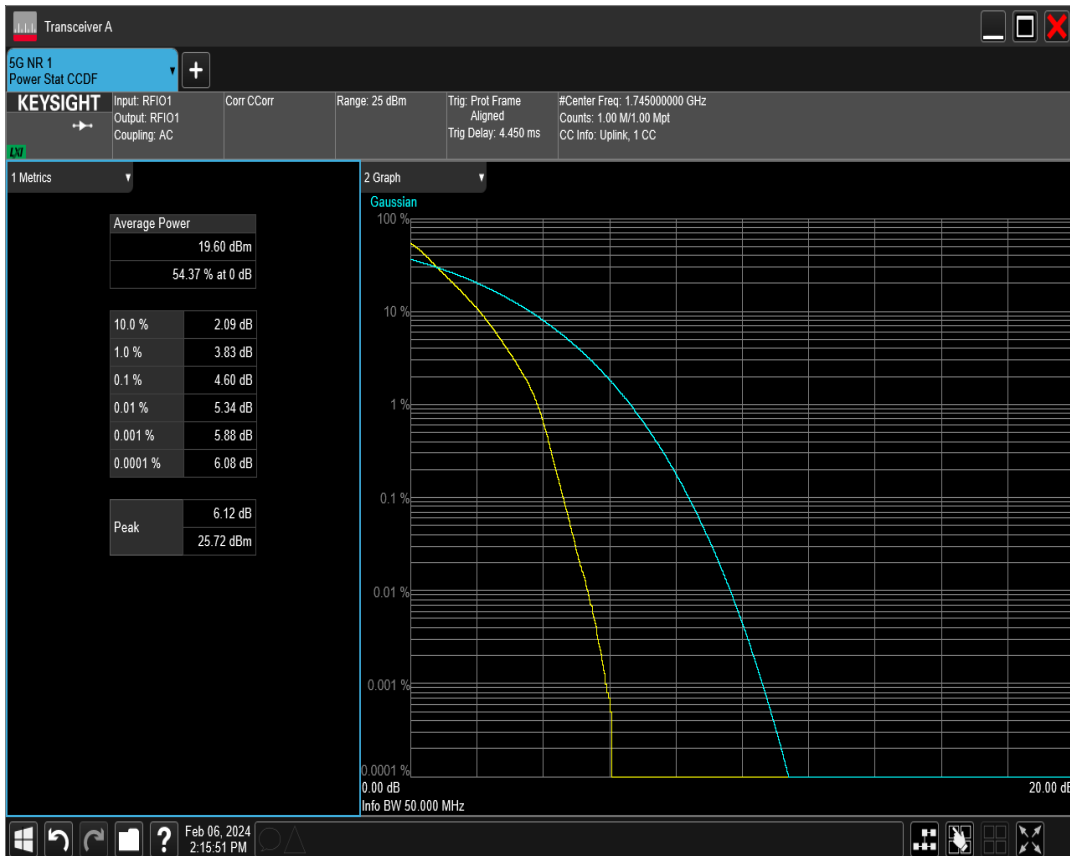 Transceiver A
5G NR 1
Power Stat CCDF
+
KEYSIGHT
LXI
Input: RFIO1
Output: RFIO1
Coupling: AC
Corr CCorr
Range: 25 dBm
Trig: Prot Frame
Aligned
Trig Delay: 4.450 ms
#Center Freq: 1.745000000 GHz
Counts: 1.00 M/1.00 Mpt
CC Info: Uplink, 1 CC
1 Metrics
Average Power
19.60 dBm
54.37 % at 0 dB
10.0 % 2.09 dB
1.0 % 3.83 dB
0.1 % 4.60 dB
0.01 % 5.34 dB
0.001 % 5.88 dB
0.0001 % 6.08 dB
Peak
6.12 dB
25.72 dBm
2 Graph
Gaussian
100 %
10 %
1 %
0.1 %
0.01 %
0.001 %
0.0001 %
0.00 dB 20.00 dB
Info BW 50.000 MHz
?
Feb 06, 2024
2:15:51 PM